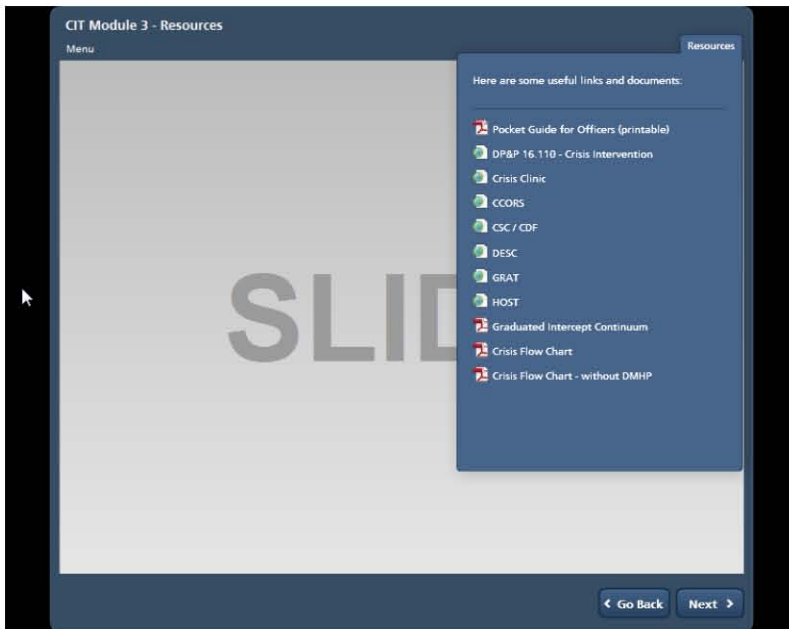 CIT Module 3 - Resources
Menu
Resources
Here are some useful links and documents:
Pocket Guide for Officers (printable)
DP&P 16.110 - Crisis Intervention
Crisis Clinic
CCORS
CSC / CDF
DESC
GRAT
HOST
Graduated Intercept Continuum
Crisis Flow Chart
Crisis Flow Chart - without DMHP
SLID
Go Back
Next